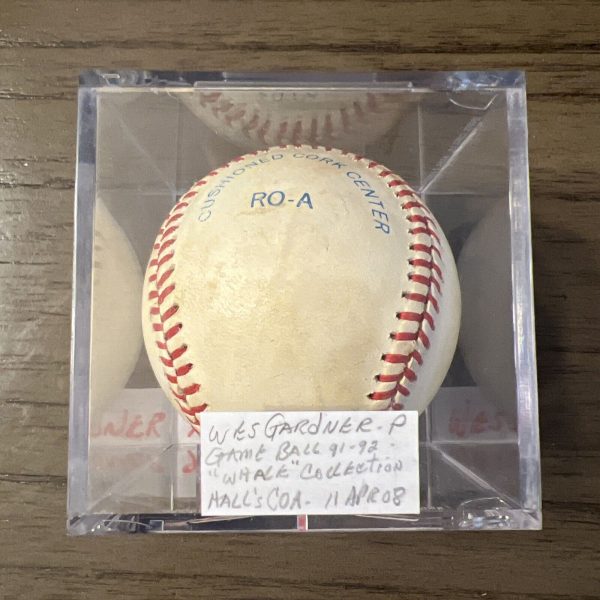 CUSHIONED CORK CENTER
RO-A
WES GARDNER - P
GAME BALL 91-92 -
"WHALE" COLLECTION
HALL'S COA - 11 APR 08